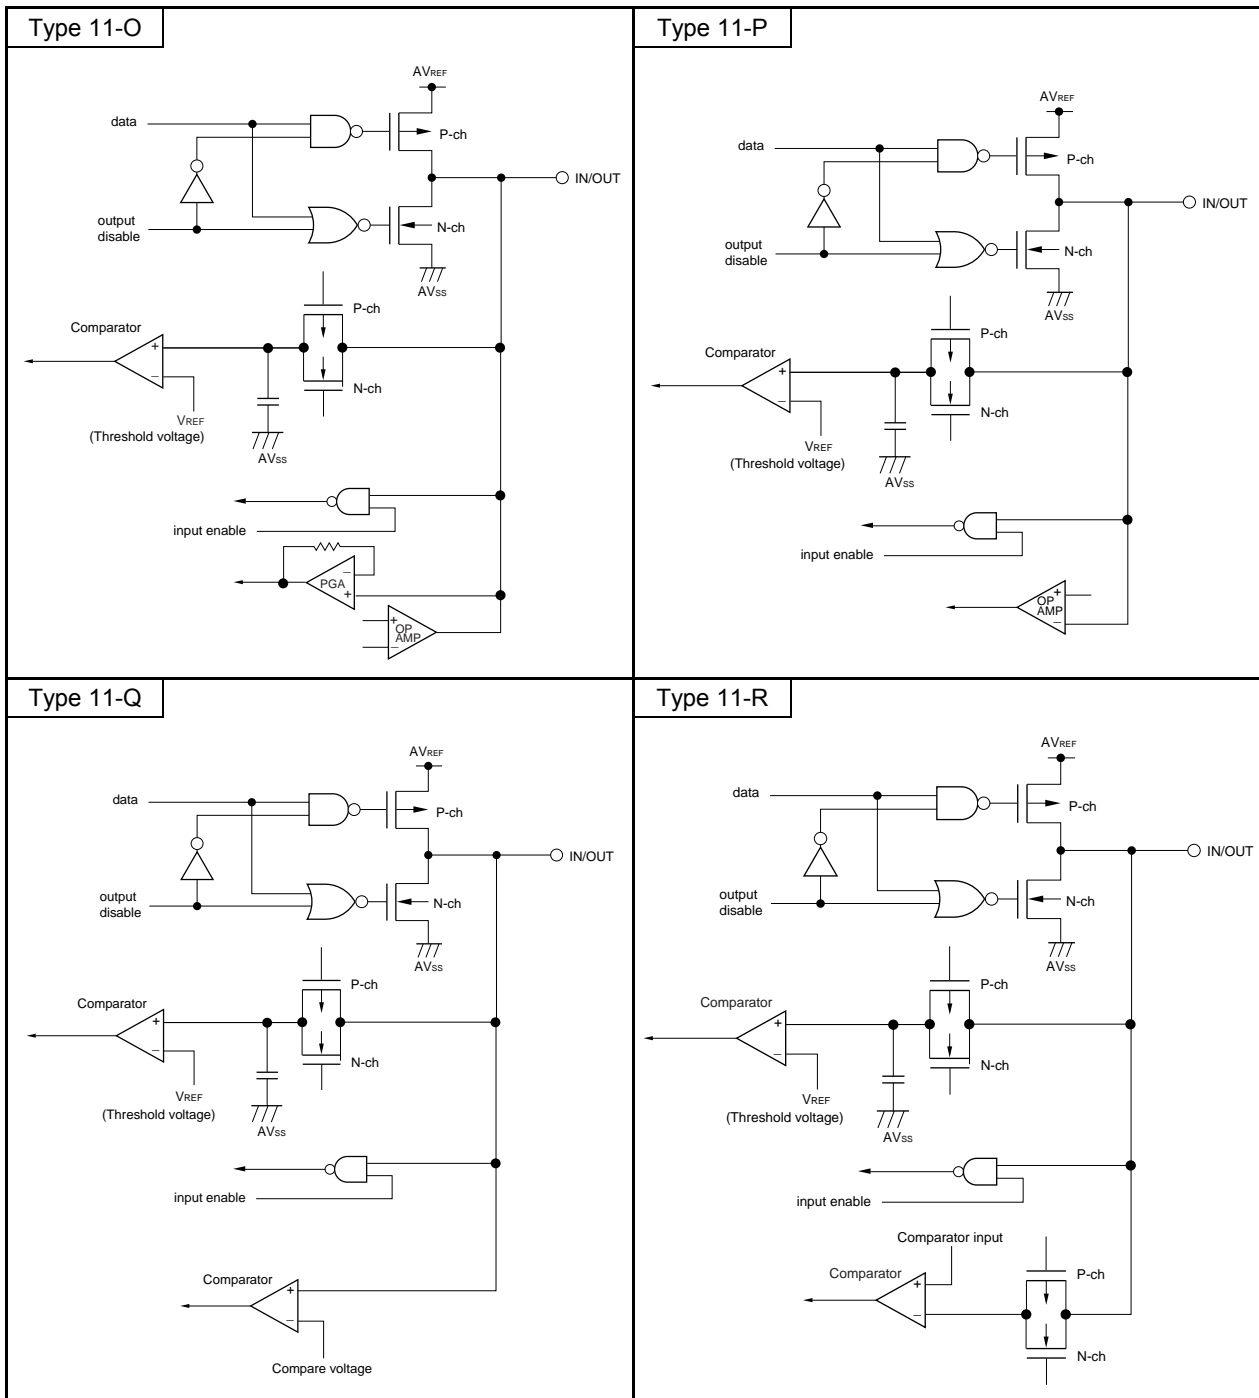 Type 11-O
AVREF
data
P-ch
IN/OUT
output
disable
N-ch
AVSS
P-ch
Comparator
+
−
N-ch
VREF
(Threshold voltage)
AVSS
input enable
−
PGA
+
+
OP
AMP
−
Type 11-P
AVREF
data
P-ch
IN/OUT
output
disable
N-ch
AVSS
P-ch
Comparator
+
−
N-ch
VREF
(Threshold voltage)
AVSS
input enable
+
OP
AMP
−
Type 11-Q
AVREF
data
P-ch
IN/OUT
output
disable
N-ch
AVSS
P-ch
Comparator
+
−
N-ch
VREF
(Threshold voltage)
AVSS
input enable
Comparator
+
−
Compare voltage
Type 11-R
AVREF
data
P-ch
IN/OUT
output
disable
N-ch
AVSS
P-ch
Comparator
+
−
N-ch
VREF
(Threshold voltage)
AVSS
input enable
Comparator input
Comparator
P-ch
+
−
N-ch